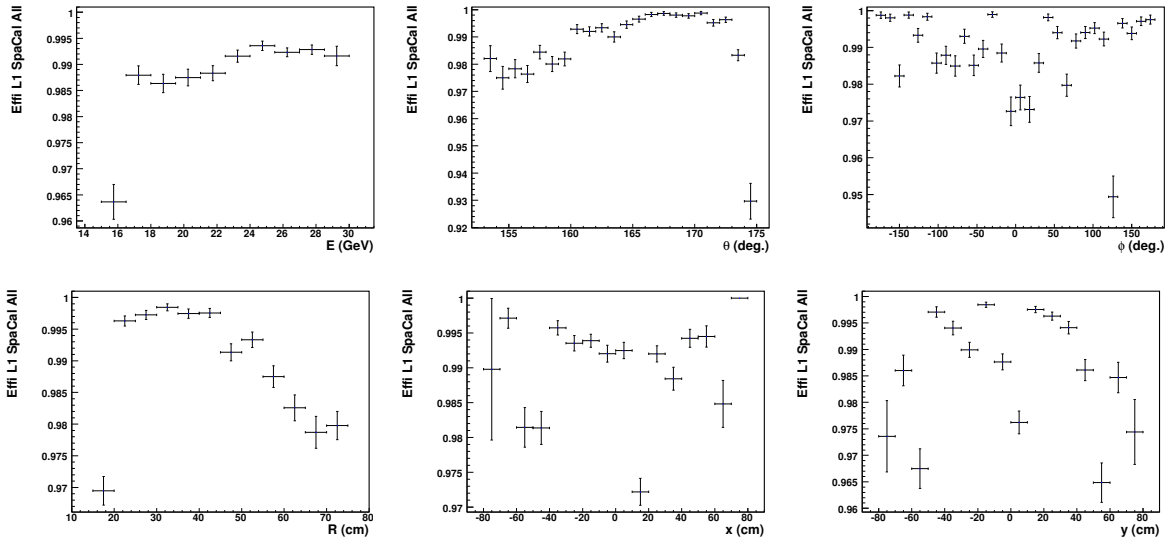 Effi L1 SpaCal All
1
0.995
0.99
0.985
0.98
0.975
0.97
0.965
0.96
14 16 18 20 22 24 26 28 30
E (GeV)
Effi L1 SpaCal All
1
0.99
0.98
0.97
0.96
0.95
0.94
0.93
0.92
155 160 165 170 175
θ (deg.)
Effi L1 SpaCal All
1
0.99
0.98
0.97
0.96
0.95
-150 -100 -50 0 50 100 150
ϕ (deg.)
Effi L1 SpaCal All
1
0.995
0.99
0.985
0.98
0.975
0.97
10 20 30 40 50 60 70 80
R (cm)
Effi L1 SpaCal All
1
0.995
0.99
0.985
0.98
0.975
0.97
-80 -60 -40 -20 0 20 40 60 80
x (cm)
Effi L1 SpaCal All
1
0.995
0.99
0.985
0.98
0.975
0.97
0.965
0.96
-80 -60 -40 -20 0 20 40 60 80
y (cm)